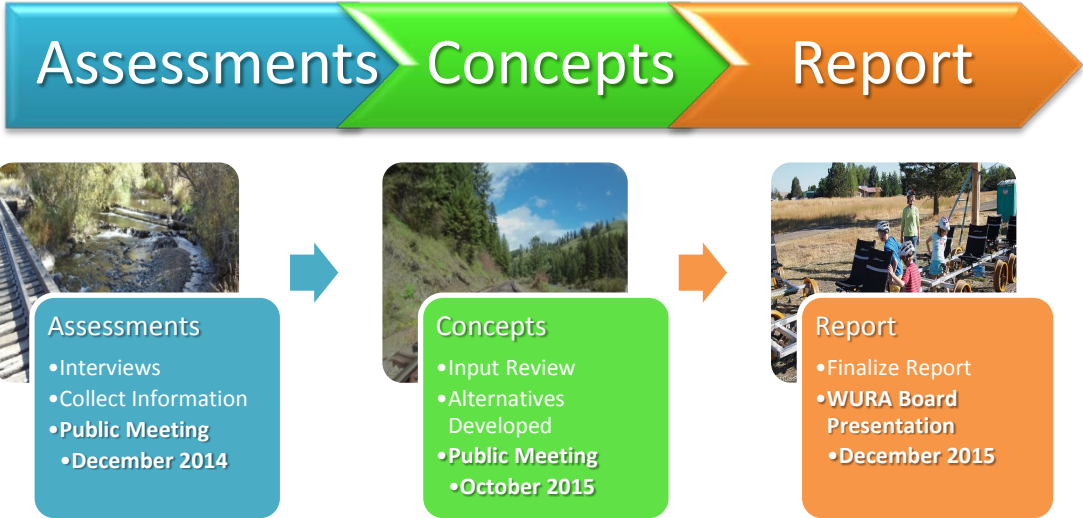 Assessments Concepts Report
Assessments
•Interviews
•Collect Information
•Public Meeting
•December 2014
Concepts
•Input Review
•Alternatives
Developed
•Public Meeting
•October 2015
Report
•Finalize Report
•WURA Board
Presentation
•December 2015